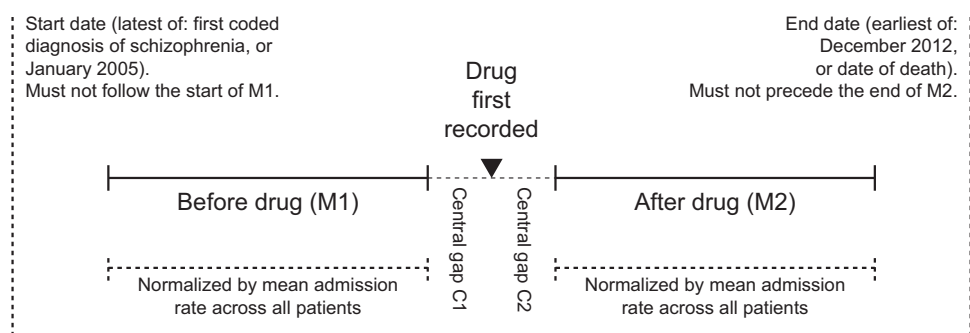 Start date (latest of: first coded
diagnosis of schizophrenia, or
January 2005).
Must not follow the start of M1.
End date (earliest of:
December 2012,
or date of death).
Must not precede the end of M2.
Drug
first
recorded
Before drug (M1)
Central gap C1
Central gap C2
After drug (M2)
Normalized by mean admission
rate across all patients
Normalized by mean admission
rate across all patients